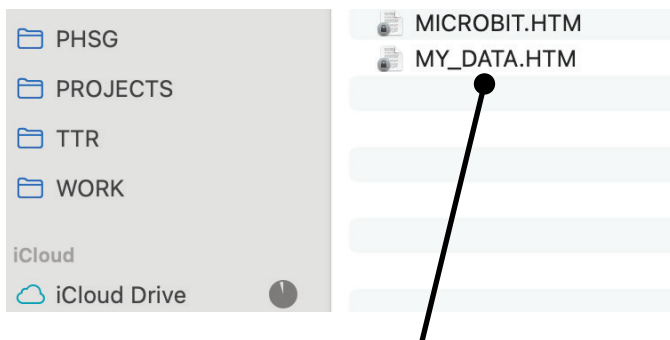 PHSG
PROJECTS
TTR
WORK
iCloud
iCloud Drive
MICROBIT.HTM
MY_DATA.HTM